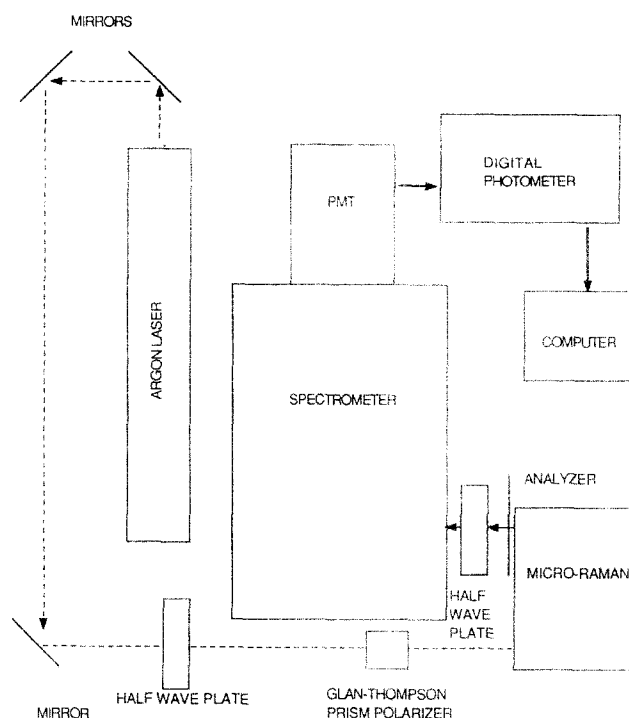 MIRRORS
DIGITAL
PHOTOMETER
PMT
ARGON LASER
COMPUTER
SPECTROMETER
ANALYZER
MICRO-RAMAN
HALF
WAVE
PLATE
HALF WAVE PLATE
GLAN-THOMPSON
PRISM POLARIZER
MIRROR